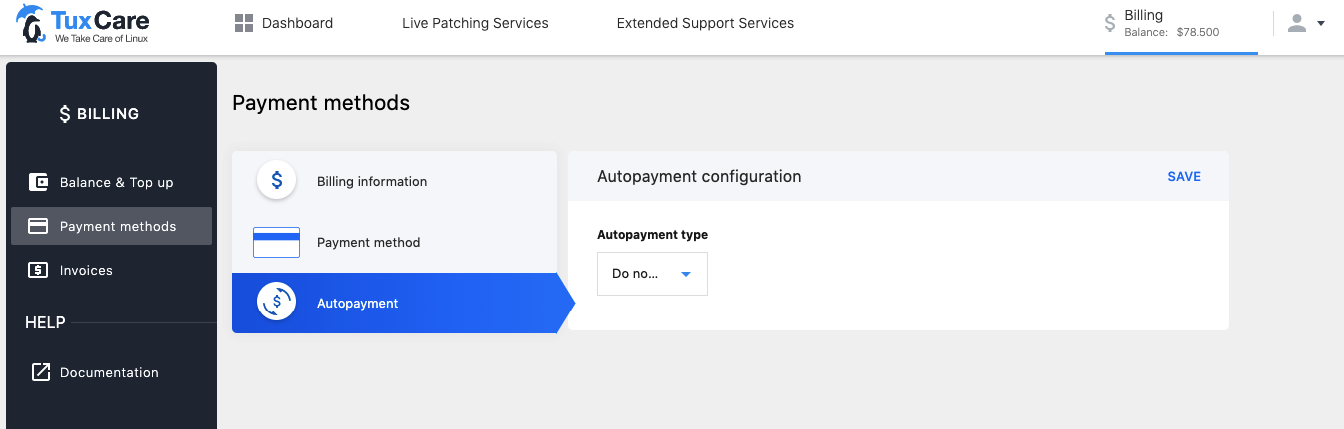 TuxCare
We Take Care of Linux
Dashboard
Live Patching Services
Extended Support Services
$
Billing
Balance: $78.500
$ BILLING
Balance & Top up
Payment methods
Invoices
HELP
Documentation
Payment methods
$
Billing information
Payment method
$
Autopayment
Autopayment configuration
SAVE
Autopayment type
Do no...